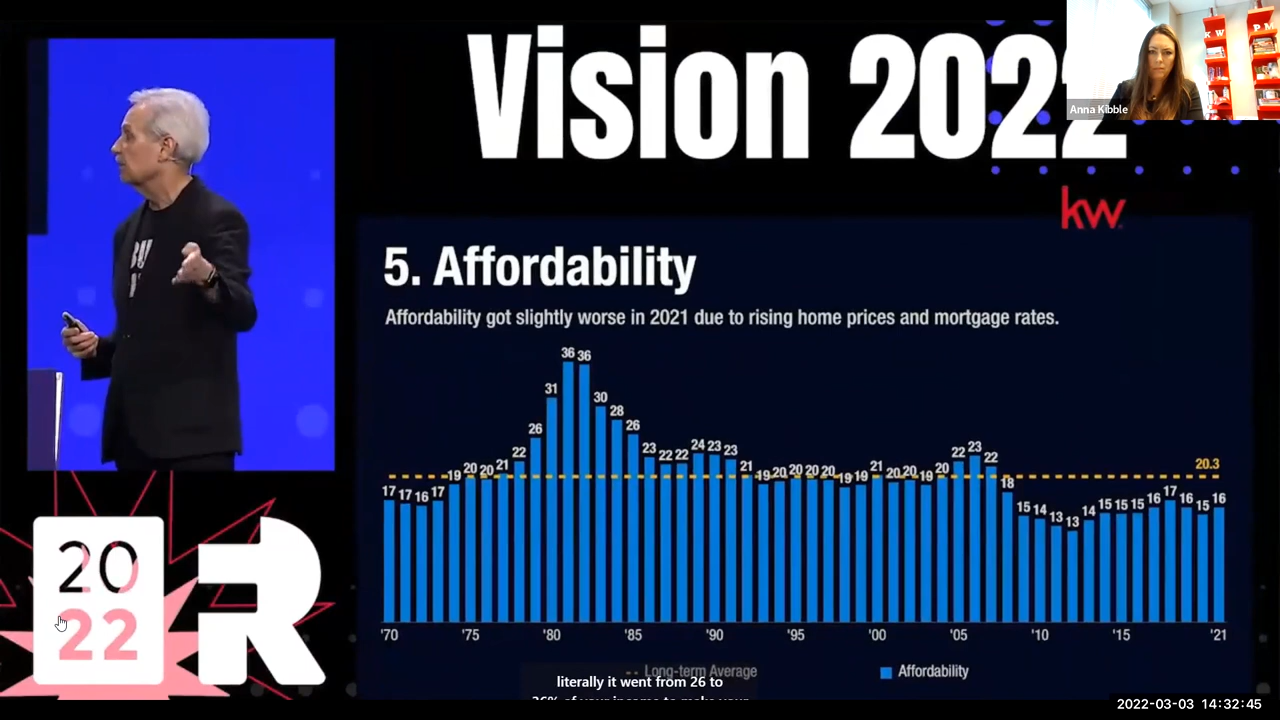 Vision 2022
Anna Kibble
K W
P M
kw
5. Affordability
Affordability got slightly worse in 2021 due to rising home prices and mortgage rates.
17 17 16 17 19 20 20 21 22 26 31 36 36 30 28 26 23 22 22 24 23 23 21 19 20 20 20 20 19 19 21 20 20 19 20 22 23 22 18 15 14 13 13 14 15 15 15 16 17 16 15 16
20.3
'70 '75 '80 '85 '90 '95 '00 '05 '10 '15 '21
Long-term Average
Affordability
literally it went from 26 to
20
22
R
2022-03-03 14:32:45